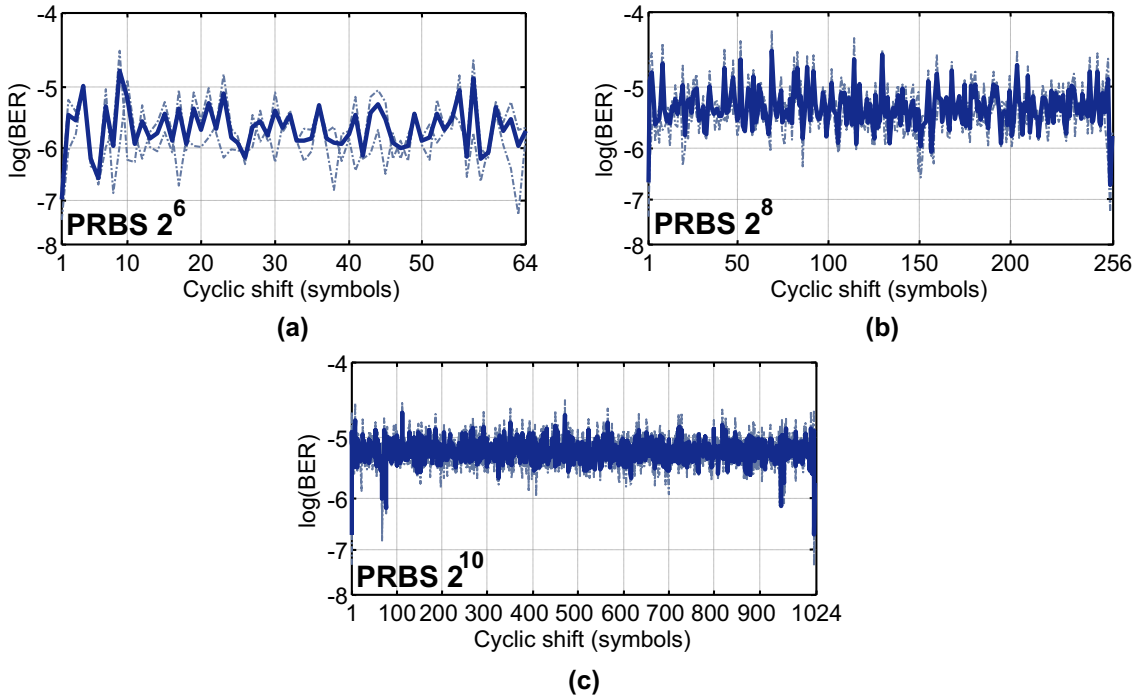 -4
-5
-6
-7
-8
log(BER)
PRBS 2^6
1 10 20 30 40 50 64
Cyclic shift (symbols)
(a)
-4
-5
-6
-7
-8
log(BER)
PRBS 2^8
1 50 100 150 200 256
Cyclic shift (symbols)
(b)
-4
-5
-6
-7
-8
log(BER)
PRBS 2^10
1 100 200 300 400 500 600 700 800 900 1024
Cyclic shift (symbols)
(c)